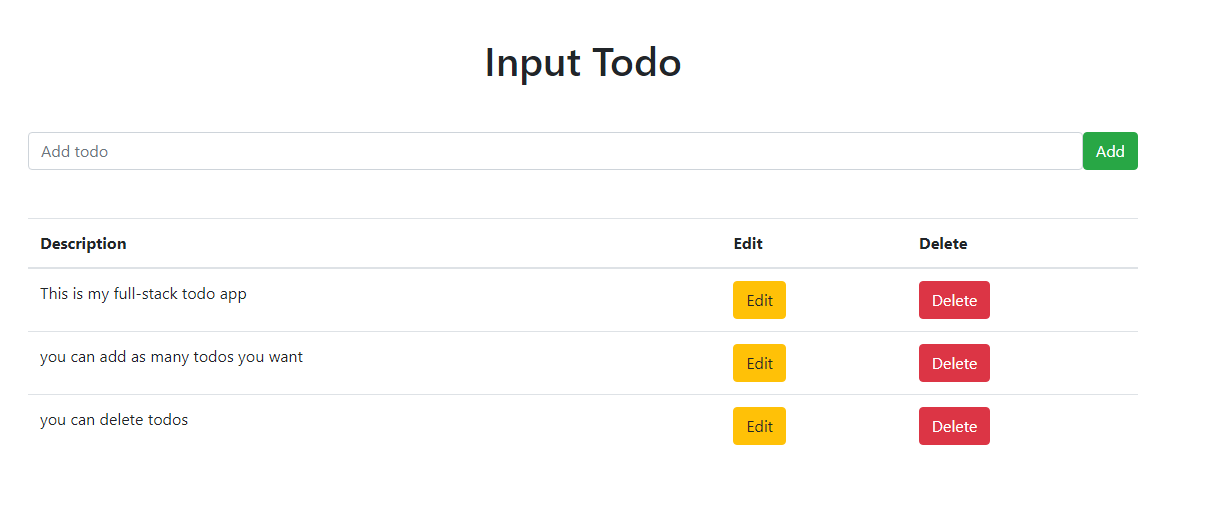 Input Todo
Add todo Add
Description Edit Delete
This is my full-stack todo app Edit Delete
you can add as many todos you want Edit Delete
you can delete todos Edit Delete